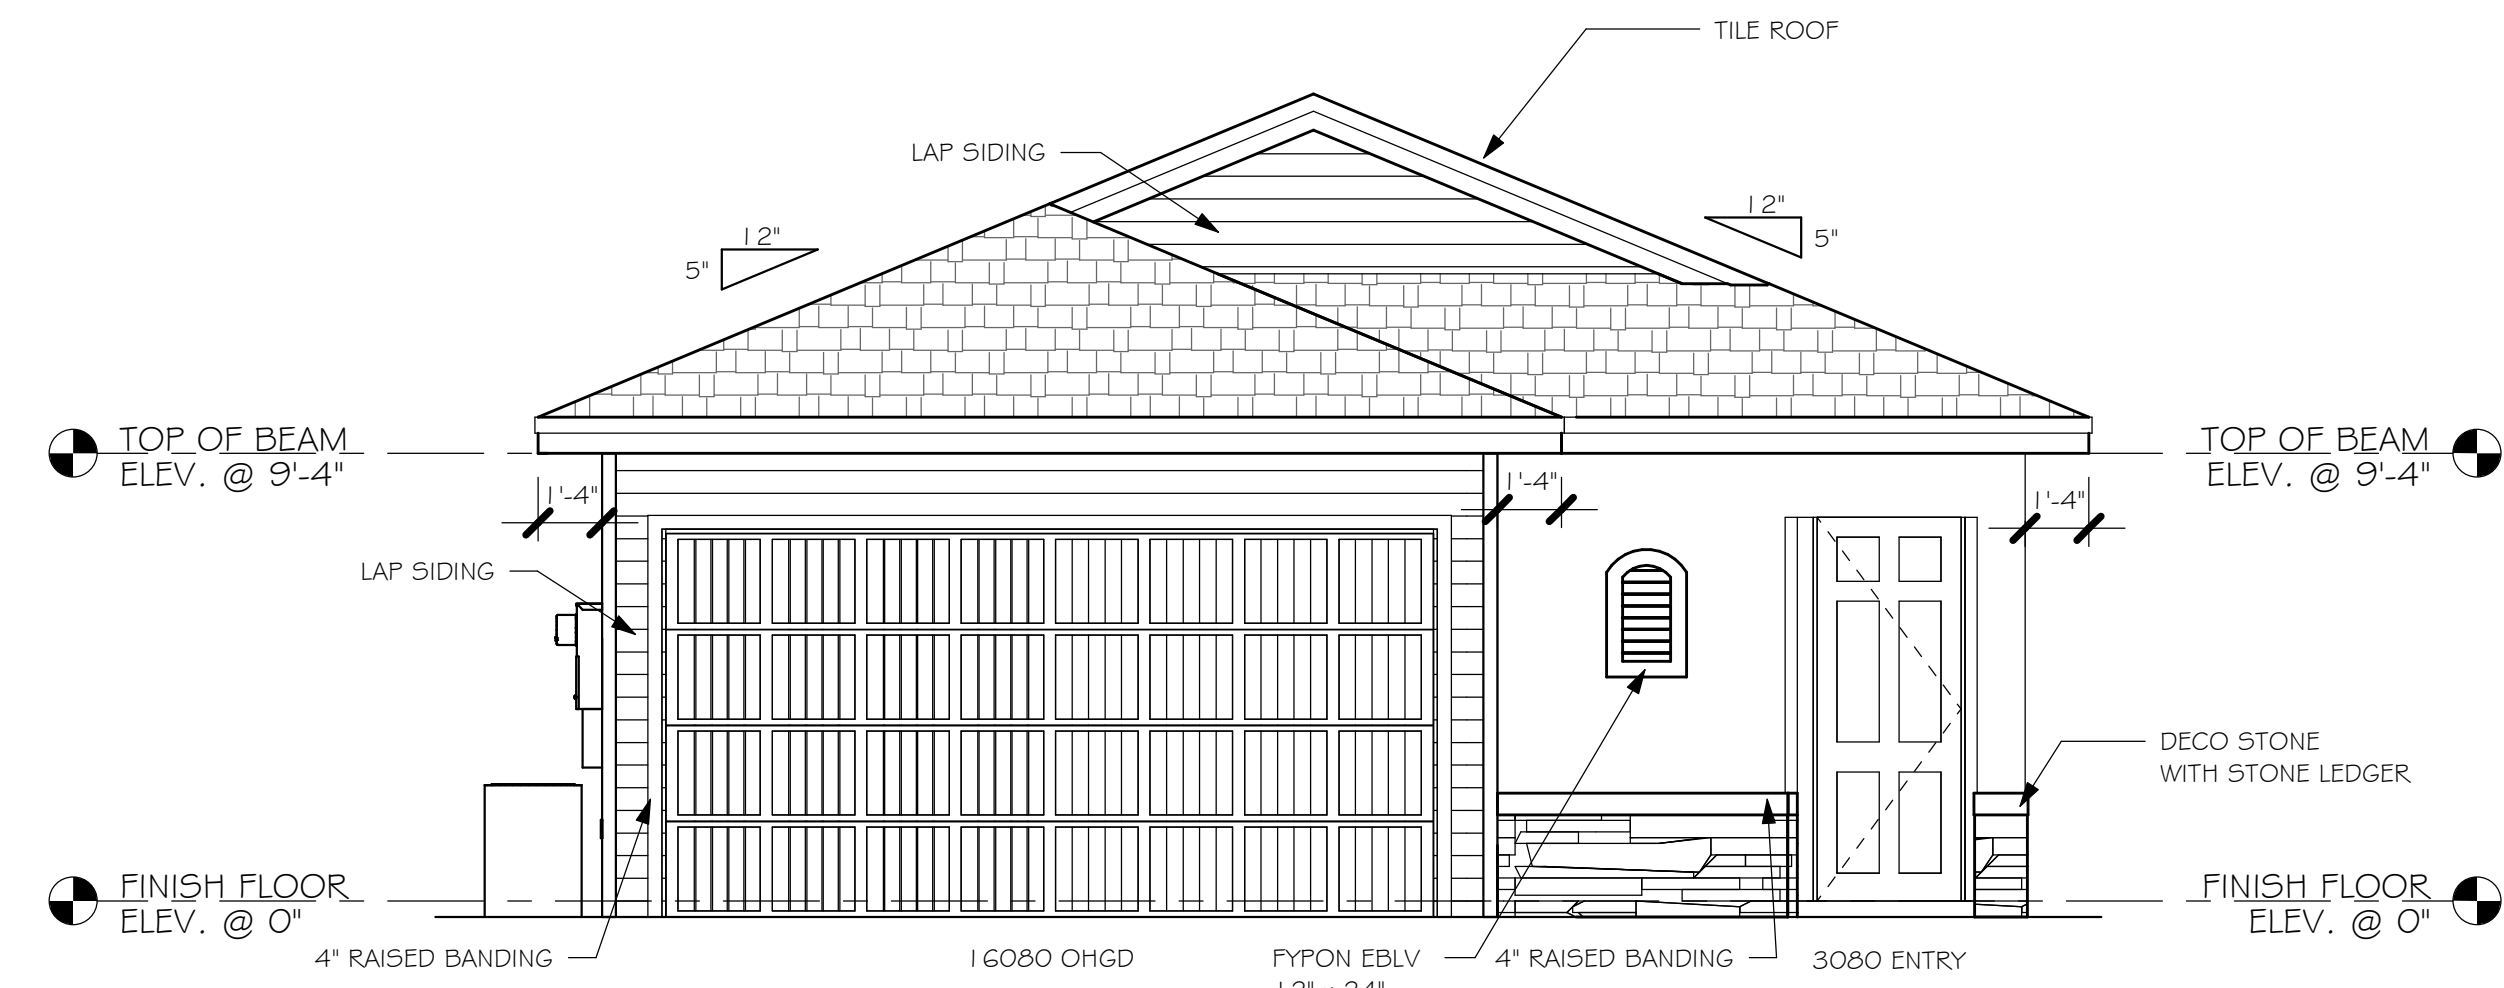 TILE ROOF
LAP SIDING
12"
5"
12"
5"
TOP OF BEAM
ELEV. @ 9'-4"
TOP OF BEAM
ELEV. @ 9'-4"
1'-4"
1'-4"
1'-4"
LAP SIDING
DECO STONE
WITH STONE LEDGER
FINISH FLOOR
ELEV. @ 0"
FINISH FLOOR
ELEV. @ 0"
4" RAISED BANDING
16080 OHGD
FYPON EBLV
4" RAISED BANDING
3080 ENTRY